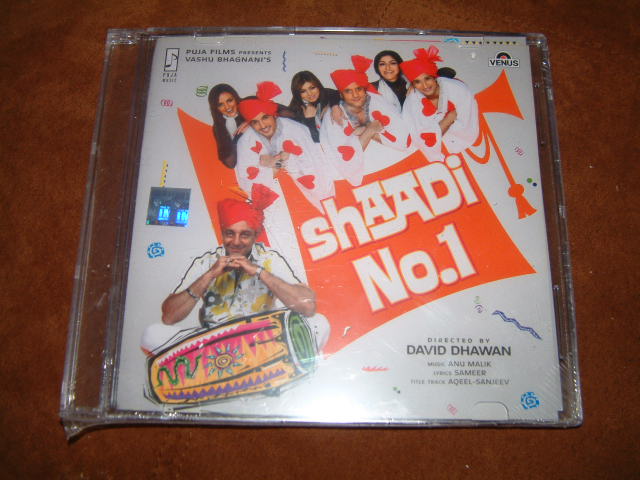 PUJA MUSIC
PUJA FILMS PRESENTS
VASHU BHAGNANI'S
VENUS
SHAADi
No.1
DIRECTED BY
DAVID DHAWAN
MUSIC ANU MALIK
LYRICS SAMEER
TITLE TRACK AQEEL-SANJEEV